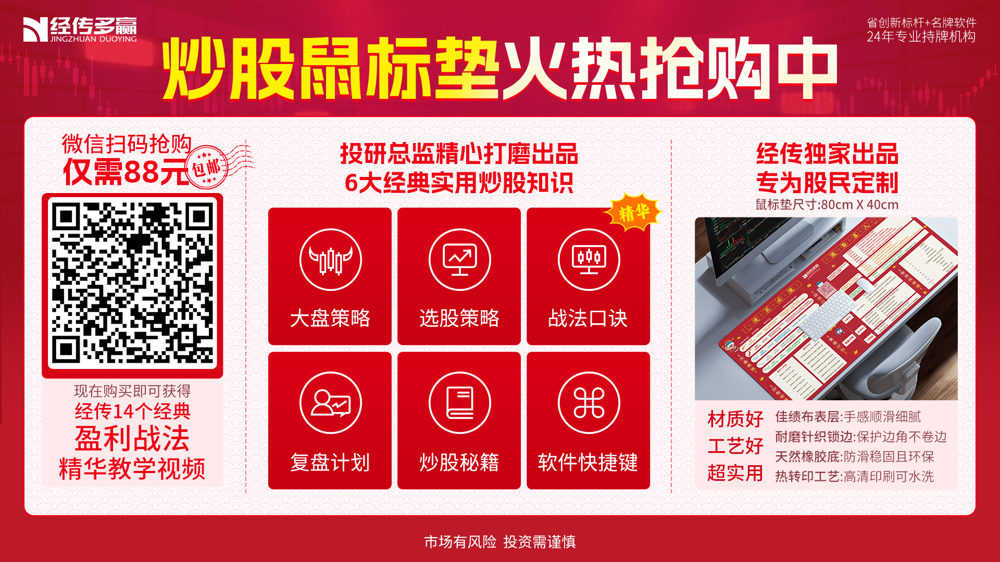 经传多赢
JINGZHUAN DUOYING
省创新标杆+名牌软件
24年专业持牌机构
炒股鼠标垫火热抢购中
微信扫码抢购
仅需88元
包邮
现在购买即可获得
经传14个经典
盈利战法
精华教学视频
投研总监精心打磨出品
6大经典实用炒股知识
精华
大盘策略
选股策略
战法口诀
复盘计划
炒股秘籍
软件快捷键
经传独家出品
专为股民定制
鼠标垫尺寸:80cm X 40cm
经传多赢
材质好
工艺好
超实用
佳绩布表层:手感顺滑细腻
耐磨针织锁边:保护边角不卷边
天然橡胶底:防滑稳固且环保
热转印工艺:高清印刷可水洗
市场有风险 投资需谨慎